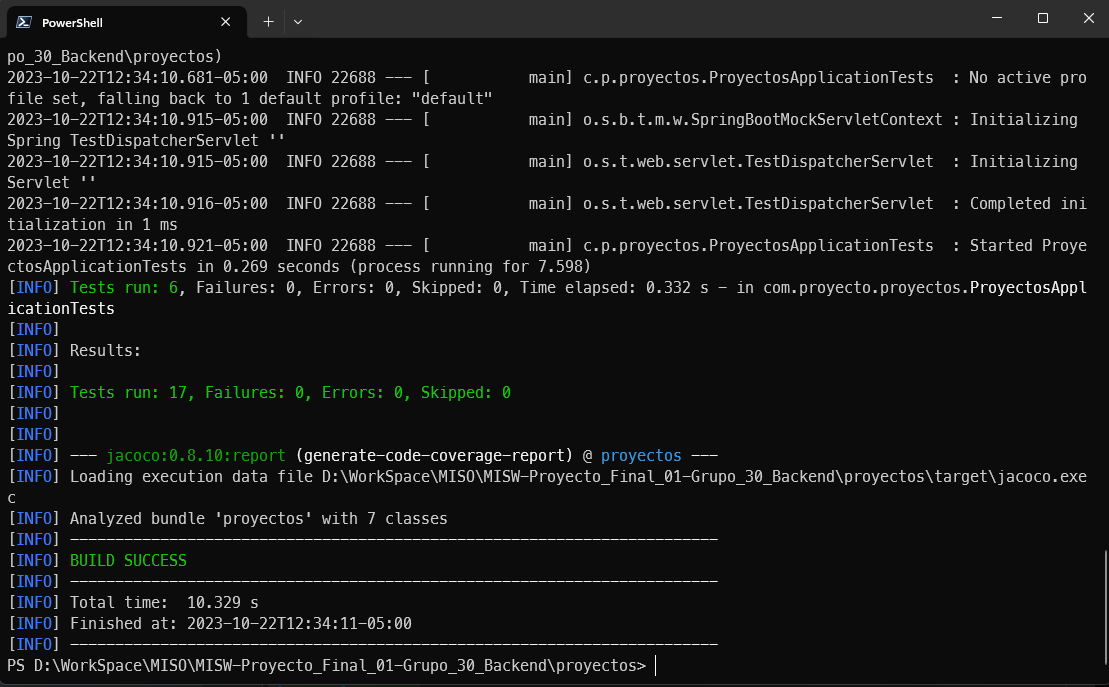 PowerShell
po_30_Backend\proyectos)
2023-10-22T12:34:10.681-05:00  INFO 22688 --- [           main] c.p.proyectos.ProyectosApplicationTests  : No active pro
file set, falling back to 1 default profile: "default"
2023-10-22T12:34:10.915-05:00  INFO 22688 --- [           main] o.s.b.t.m.w.SpringBootMockServletContext : Initializing
Spring TestDispatcherServlet ''
2023-10-22T12:34:10.915-05:00  INFO 22688 --- [           main] o.s.t.web.servlet.TestDispatcherServlet  : Initializing
Servlet ''
2023-10-22T12:34:10.916-05:00  INFO 22688 --- [           main] o.s.t.web.servlet.TestDispatcherServlet  : Completed ini
tialization in 1 ms
2023-10-22T12:34:10.921-05:00  INFO 22688 --- [           main] c.p.proyectos.ProyectosApplicationTests  : Started Proye
ctosApplicationTests in 0.269 seconds (process running for 7.598)
[INFO] Tests run: 6, Failures: 0, Errors: 0, Skipped: 0, Time elapsed: 0.332 s - in com.proyecto.proyectos.ProyectosAppl
icationTests
[INFO]
[INFO] Results:
[INFO]
[INFO] Tests run: 17, Failures: 0, Errors: 0, Skipped: 0
[INFO]
[INFO]
[INFO] --- jacoco:0.8.10:report (generate-code-coverage-report) @ proyectos ---
[INFO] Loading execution data file D:\WorkSpace\MISO\MISW-Proyecto_Final_01-Grupo_30_Backend\proyectos\target\jacoco.exe
c
[INFO] Analyzed bundle 'proyectos' with 7 classes
[INFO] ------------------------------------------------------------------------
[INFO] BUILD SUCCESS
[INFO] ------------------------------------------------------------------------
[INFO] Total time:  10.329 s
[INFO] Finished at: 2023-10-22T12:34:11-05:00
[INFO] ------------------------------------------------------------------------
PS D:\WorkSpace\MISO\MISW-Proyecto_Final_01-Grupo_30_Backend\proyectos>